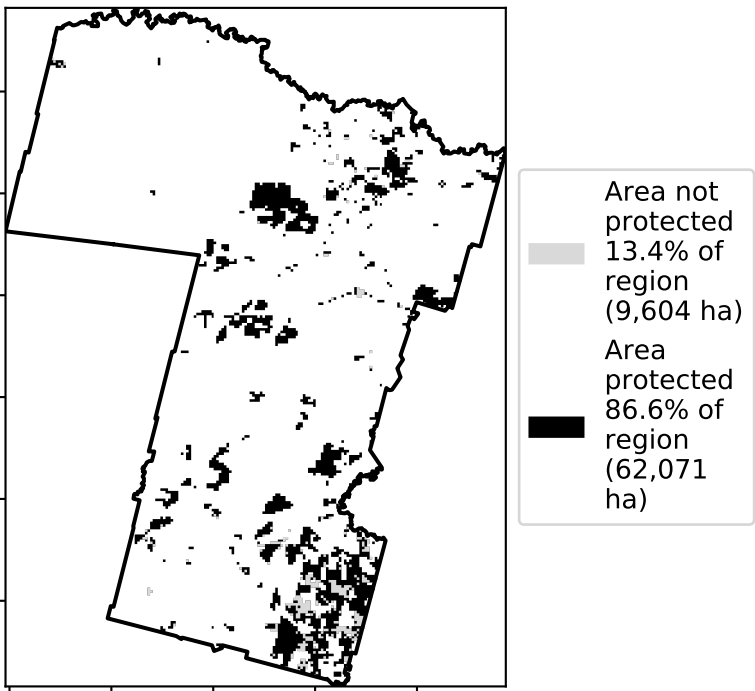 Area not
protected
13.4% of
region
(9,604 ha)
Area
protected
86.6% of
region
(62,071
ha)